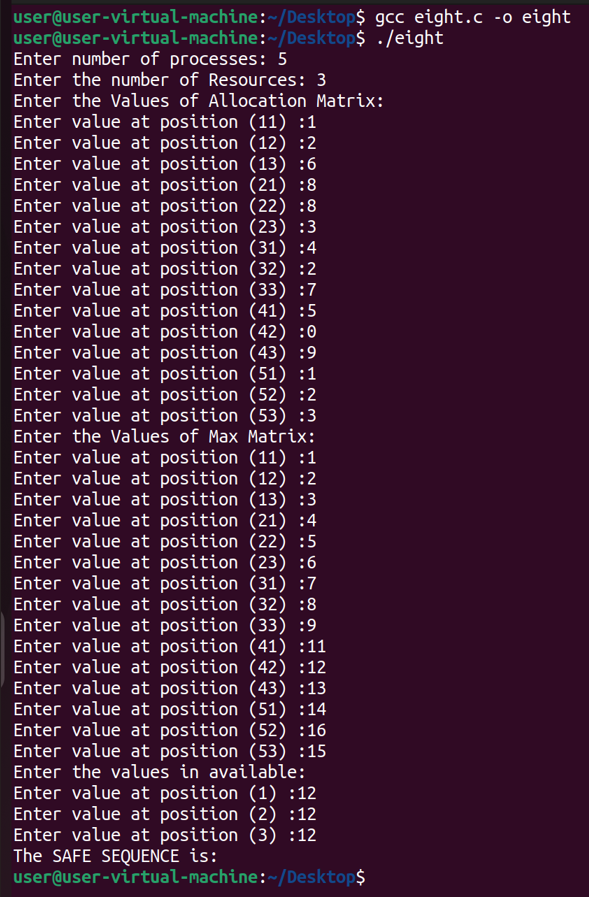 user@user-virtual-machine:~/Desktop$ gcc eight.c -o eight
user@user-virtual-machine:~/Desktop$ ./eight
Enter number of processes: 5
Enter the number of Resources: 3
Enter the Values of Allocation Matrix:
Enter value at position (11) :1
Enter value at position (12) :2
Enter value at position (13) :6
Enter value at position (21) :8
Enter value at position (22) :8
Enter value at position (23) :3
Enter value at position (31) :4
Enter value at position (32) :2
Enter value at position (33) :7
Enter value at position (41) :5
Enter value at position (42) :0
Enter value at position (43) :9
Enter value at position (51) :1
Enter value at position (52) :2
Enter value at position (53) :3
Enter the Values of Max Matrix:
Enter value at position (11) :1
Enter value at position (12) :2
Enter value at position (13) :3
Enter value at position (21) :4
Enter value at position (22) :5
Enter value at position (23) :6
Enter value at position (31) :7
Enter value at position (32) :8
Enter value at position (33) :9
Enter value at position (41) :11
Enter value at position (42) :12
Enter value at position (43) :13
Enter value at position (51) :14
Enter value at position (52) :16
Enter value at position (53) :15
Enter the values in available:
Enter value at position (1) :12
Enter value at position (2) :12
Enter value at position (3) :12
The SAFE SEQUENCE is:
user@user-virtual-machine:~/Desktop$